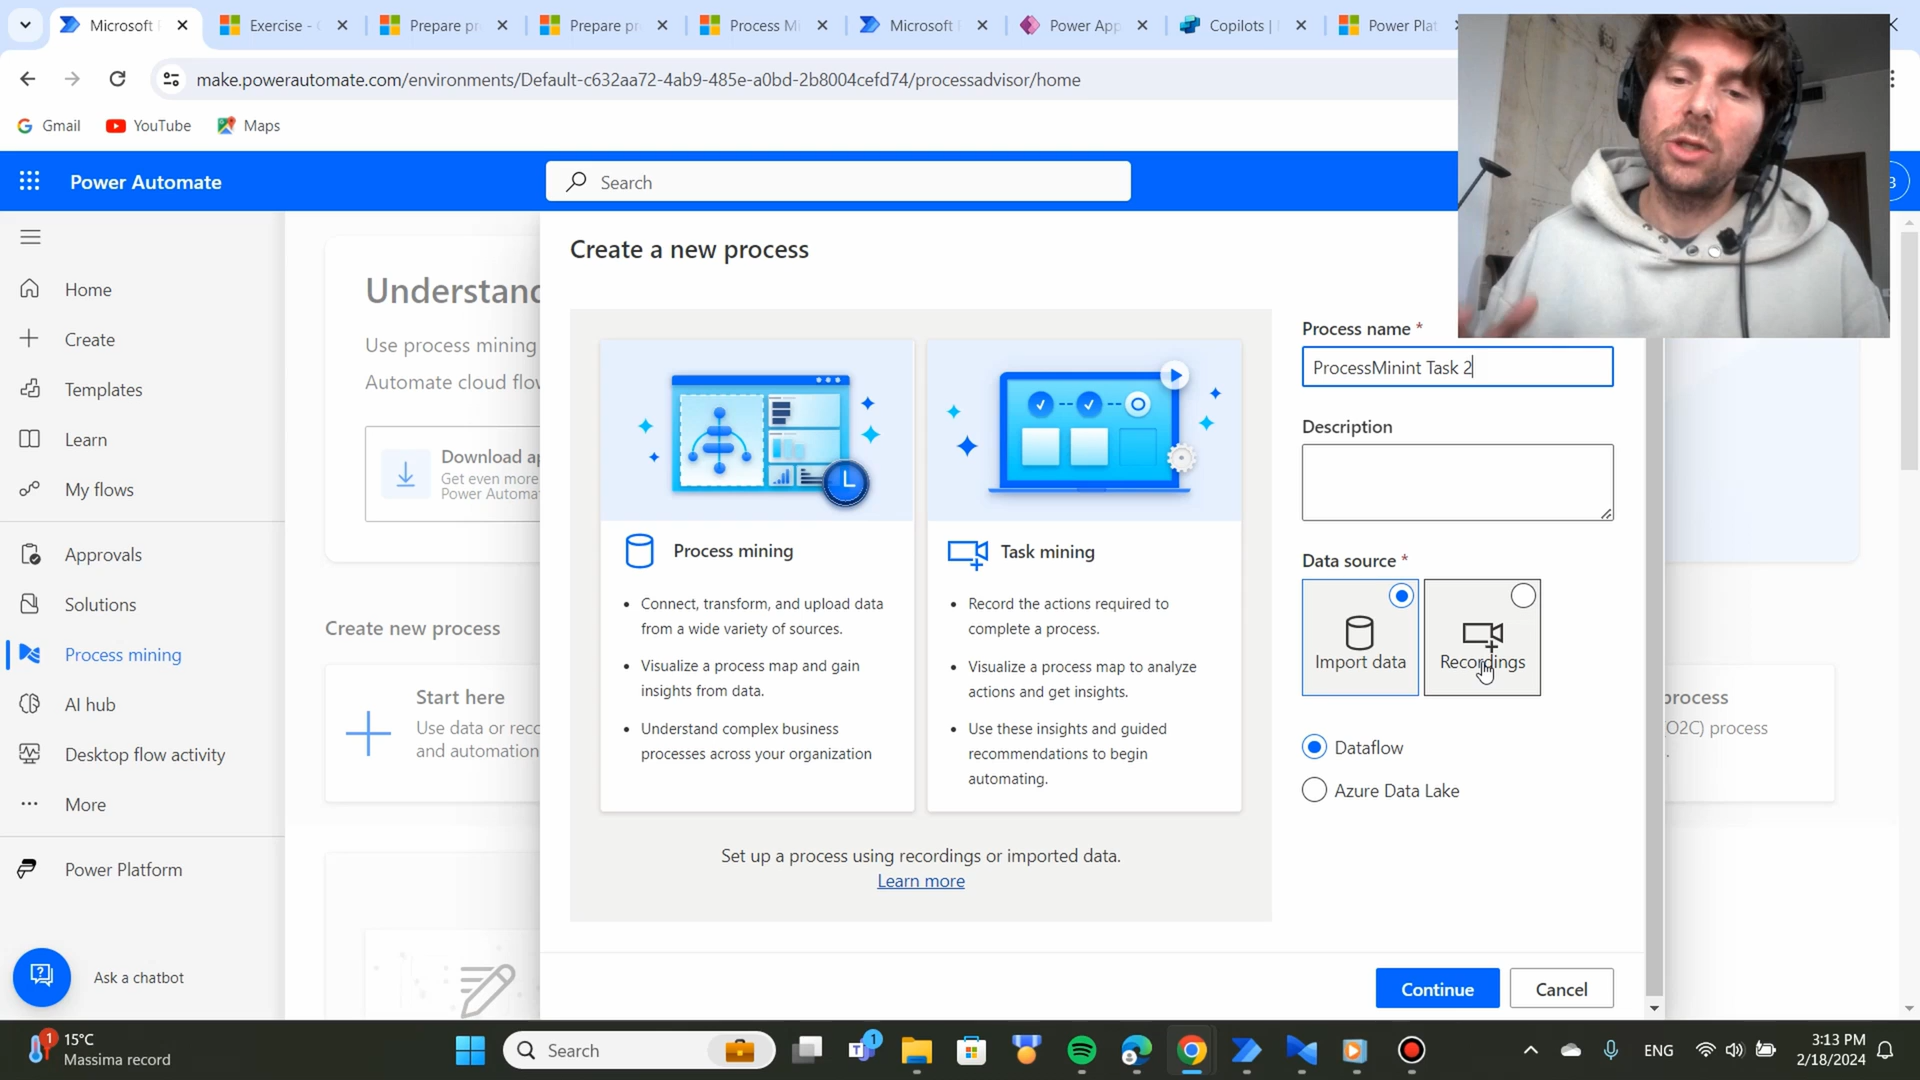 Microsoft
Exercise -
Prepare pr
Prepare pr
Process Mi
Microsoft
Power App
Copilots |
Power Plat
make.powerautomate.com/environments/Default-c632aa72-4ab9-485e-a0bd-2b8004cefd74/processadvisor/home
Gmail
YouTube
Maps
Power Automate
Search
Home
Create
Templates
Learn
My flows
Approvals
Solutions
Process mining
AI hub
Desktop flow activity
More
Power Platform
Ask a chatbot
Understand
Use process mining
Automate cloud flo
Download ap
Get even more
Power Automa
Create new process
Start here
Use data or reco
and automation
process
(O2C) process
.
Create a new process
Process mining
• Connect, transform, and upload data
from a wide variety of sources.
• Visualize a process map and gain
insights from data.
• Understand complex business
processes across your organization
Task mining
• Record the actions required to
complete a process.
• Visualize a process map to analyze
actions and get insights.
• Use these insights and guided
recommendations to begin
automating.
Set up a process using recordings or imported data.
Learn more
Process name *
ProcessMinint Task 2
Description
Data source *
Import data
Recordings
Dataflow
Azure Data Lake
Continue
Cancel
1
15°C
Massima record
Search
1
ENG
3:13 PM
2/18/2024